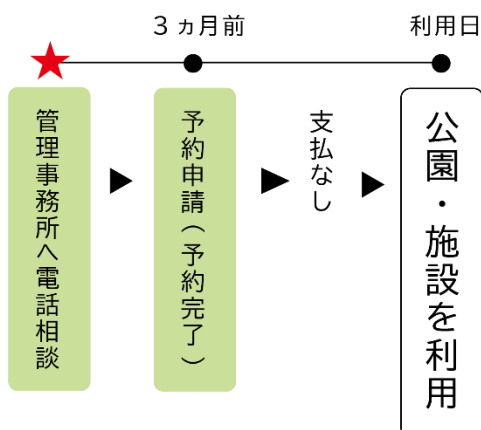 3ヵ月前
利用日
管理事務所へ電話相談
予約申請(予約完了)
支払なし
公園・施設を利用